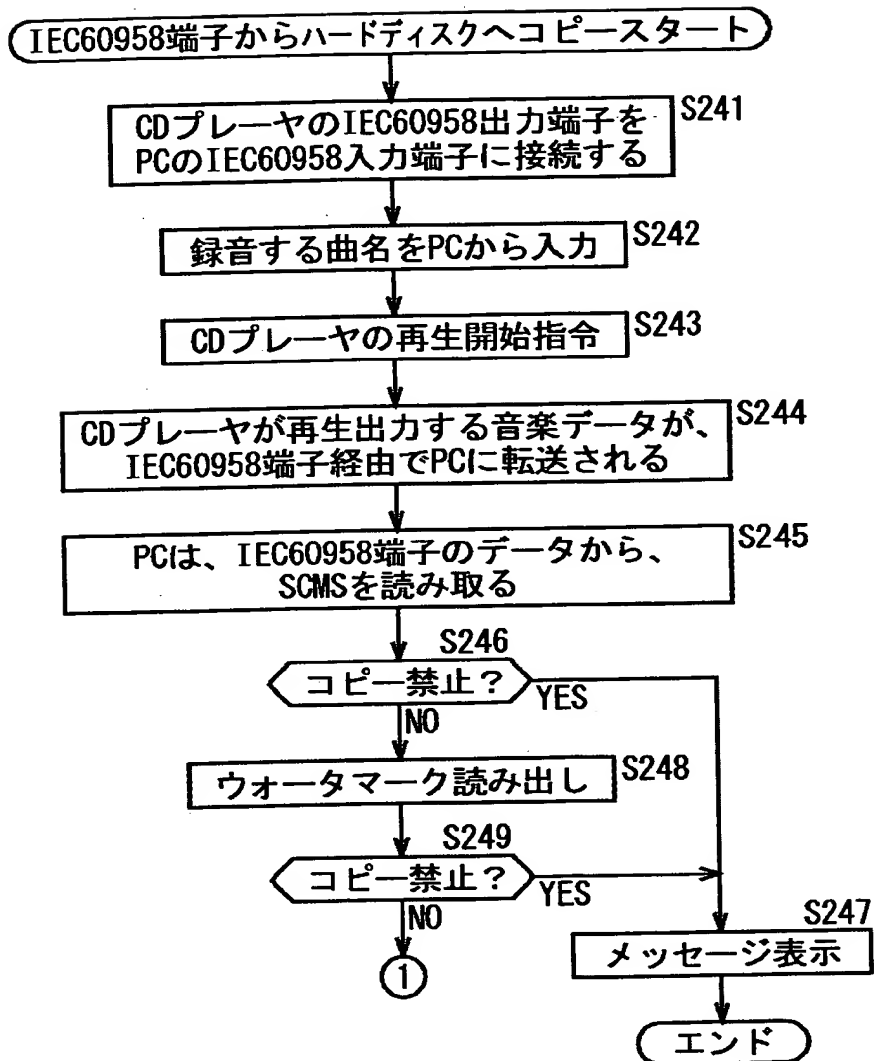 IEC60958端子からハードディスクへコピースタート
CDプレーヤのIEC60958出力端子を
PCのIEC60958入力端子に接続する
S241
録音する曲名をPCから入力
S242
CDプレーヤの再生開始指令
S243
CDプレーヤが再生出力する音楽データが、
IEC60958端子経由でPCに転送される
S244
PCは、IEC60958端子のデータから、
SCMSを読み取る
S245
S246
コピー禁止?
YES
NO
ウォータマーク読み出し
S248
S249
コピー禁止?
YES
NO
S247
メッセージ表示
1
エンド